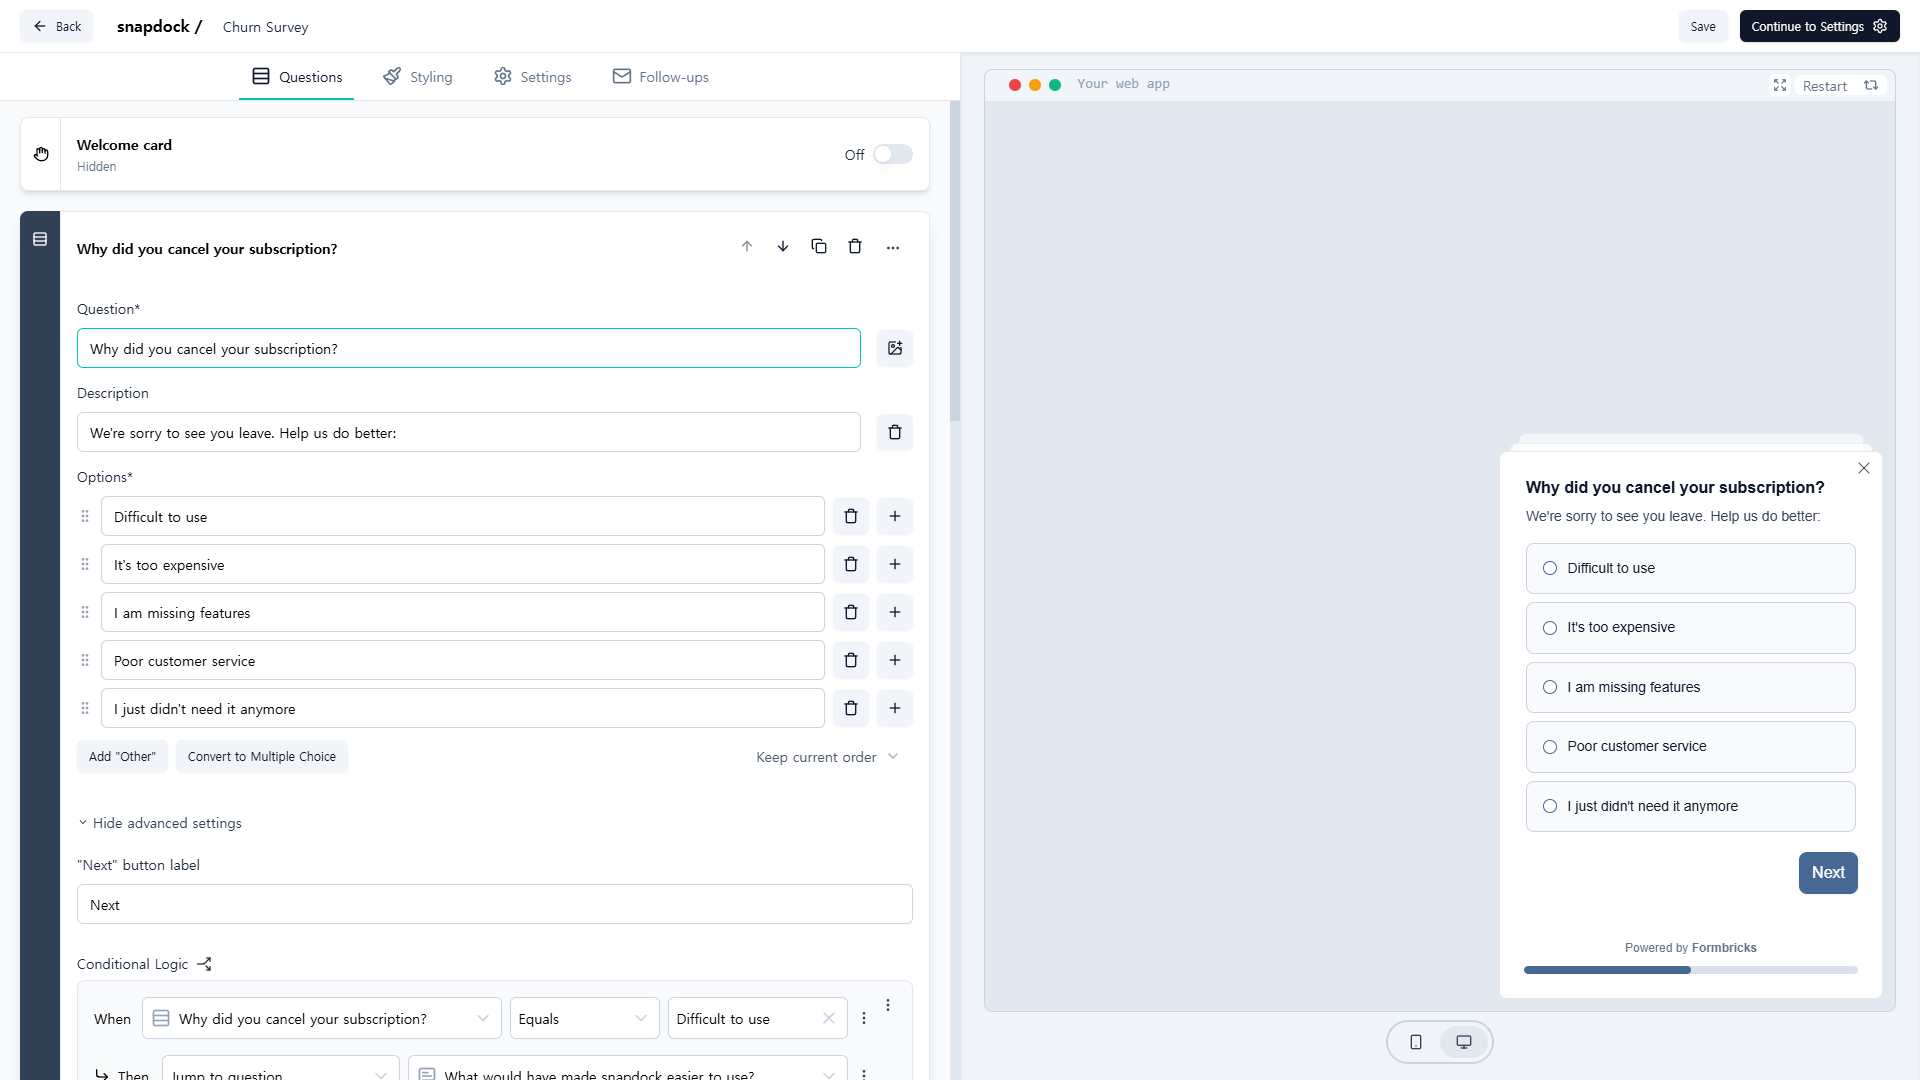 Back
snapdock /
Churn Survey
Save
Continue to Settings
Questions
Styling
Settings
Follow-ups
Welcome card
Hidden
Off
Why did you cancel your subscription?
Question*
Why did you cancel your subscription?
Description
We're sorry to see you leave. Help us do better:
Options*
Difficult to use
It's too expensive
I am missing features
Poor customer service
I just didn't need it anymore
Add "Other"
Convert to Multiple Choice
Keep current order
Hide advanced settings
"Next" button label
Next
Conditional Logic
When
Why did you cancel your subscription?
Equals
Difficult to use
Then
Jump to question
What would have made snapdock easier to use?
Your web app
Restart
Why did you cancel your subscription?
We're sorry to see you leave. Help us do better:
Difficult to use
It's too expensive
I am missing features
Poor customer service
I just didn't need it anymore
Next
Powered by Formbricks